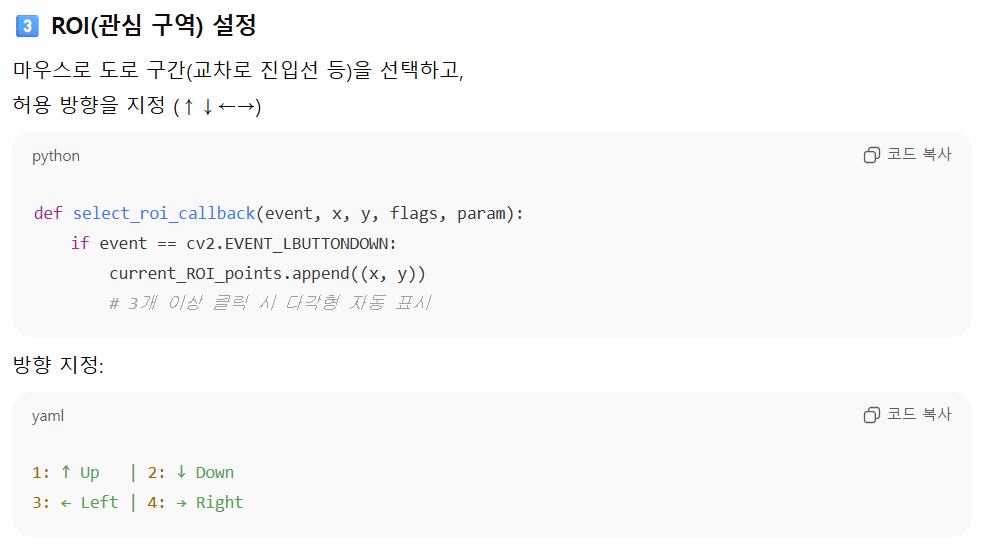 3 ROI(관심 구역) 설정
마우스로 도로 구간(교차로 진입선 등)을 선택하고,
허용 방향을 지정 (↑↓←→)
python
코드 복사
def select_roi_callback(event, x, y, flags, param):
    if event == cv2.EVENT_LBUTTONDOWN:
        current_ROI_points.append((x, y))
        # 3개 이상 클릭 시 다각형 자동 표시
방향 지정:
yaml
코드 복사
1: ↑ Up   | 2: ↓ Down
3: ← Left | 4: → Right